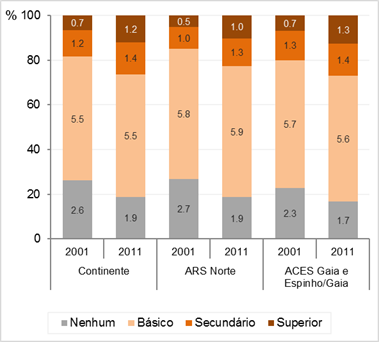 % 100
80
60
40
20
0
0.7 1.2 0.5 1.0 0.7 1.3
1.2 1.4 1.0 1.3 1.3 1.4
5.5 5.5 5.8 5.9 5.7 5.6
2.6 1.9 2.7 1.9 2.3 1.7
2001 2011 2001 2011 2001 2011
Continente ARS Norte ACES Gaia e
Espinho/Gaia
Nenhum Básico Secundário Superior